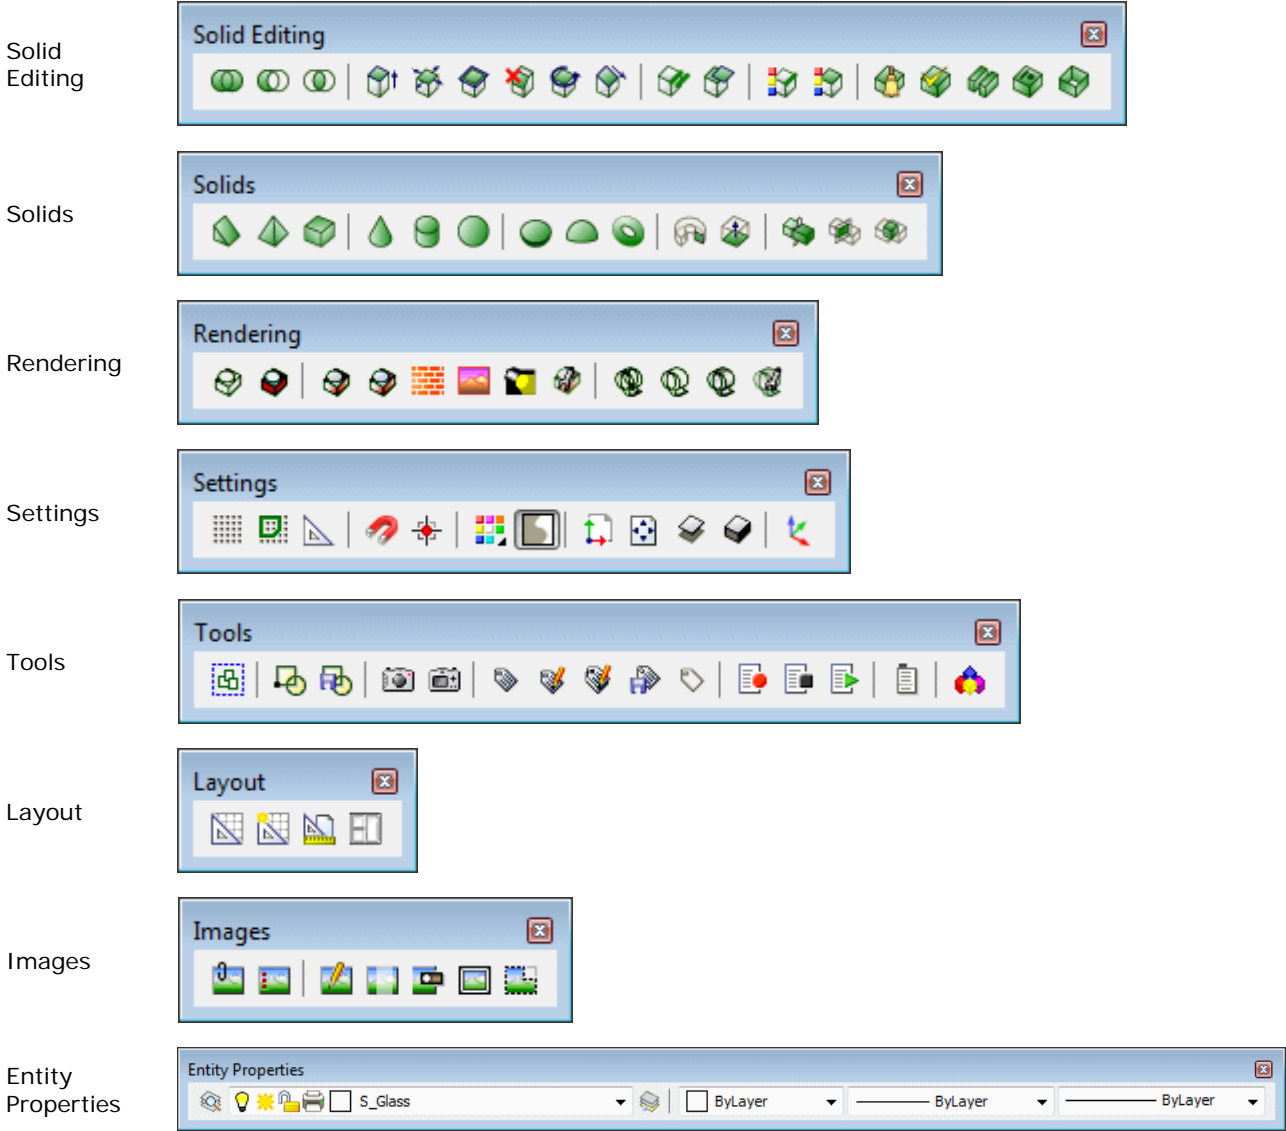 Solid
Editing
Solid Editing
Solids
Solids
Rendering
Rendering
Settings
Settings
Tools
Tools
Layout
Layout
Images
Images
Entity
Properties
Entity Properties
S_Glass ByLayer ByLayer ByLayer